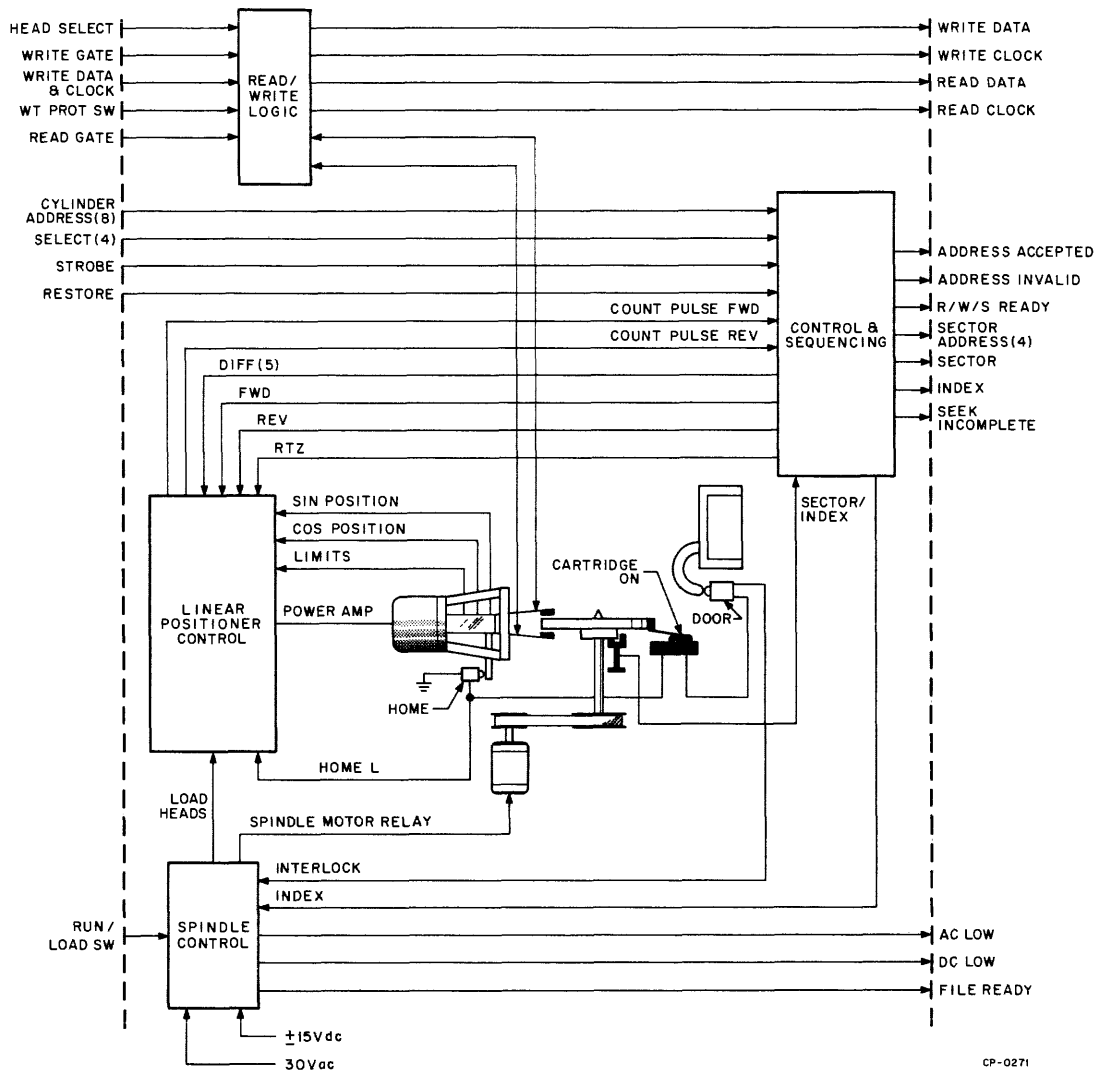 HEAD SELECT
WRITE GATE
WRITE DATA
& CLOCK
WT PROT SW
READ GATE
READ/
WRITE
LOGIC
WRITE DATA
WRITE CLOCK
READ DATA
READ CLOCK
CYLINDER
ADDRESS(8)
SELECT(4)
STROBE
RESTORE
COUNT PULSE FWD
COUNT PULSE REV
DIFF(5)
FWD
REV
RTZ
CONTROL &
SEQUENCING
ADDRESS ACCEPTED
ADDRESS INVALID
R/W/S READY
SECTOR
ADDRESS(4)
SECTOR
INDEX
SEEK
INCOMPLETE
SIN POSITION
COS POSITION
LIMITS
POWER AMP
LINEAR
POSITIONER
CONTROL
SECTOR/
INDEX
CARTRIDGE
ON
DOOR
HOME
HOME L
LOAD
HEADS
SPINDLE MOTOR RELAY
INTERLOCK
INDEX
RUN/
LOAD SW
SPINDLE
CONTROL
AC LOW
DC LOW
FILE READY
±15Vdc
30Vac
CP-0271